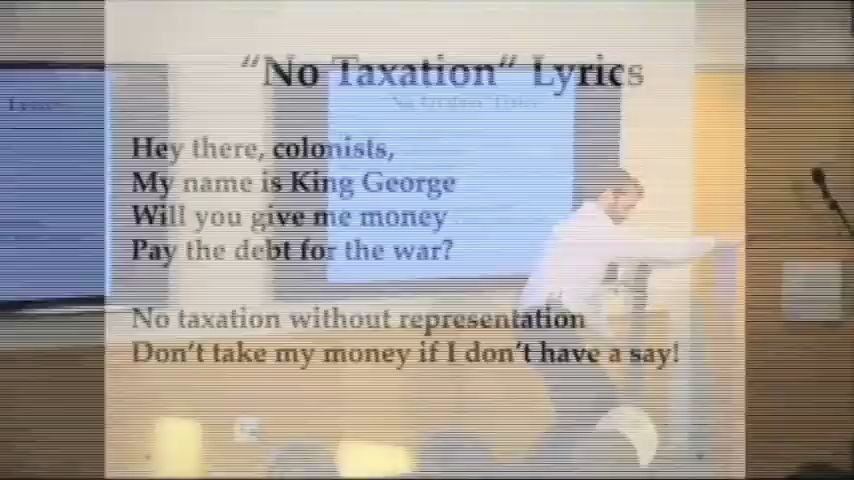 “No Taxation” Lyrics
Hey there, colonists,
My name is King George
Will you give me money
Pay the debt for the war?
No taxation without representation
Don't take my money if I don't have a say!